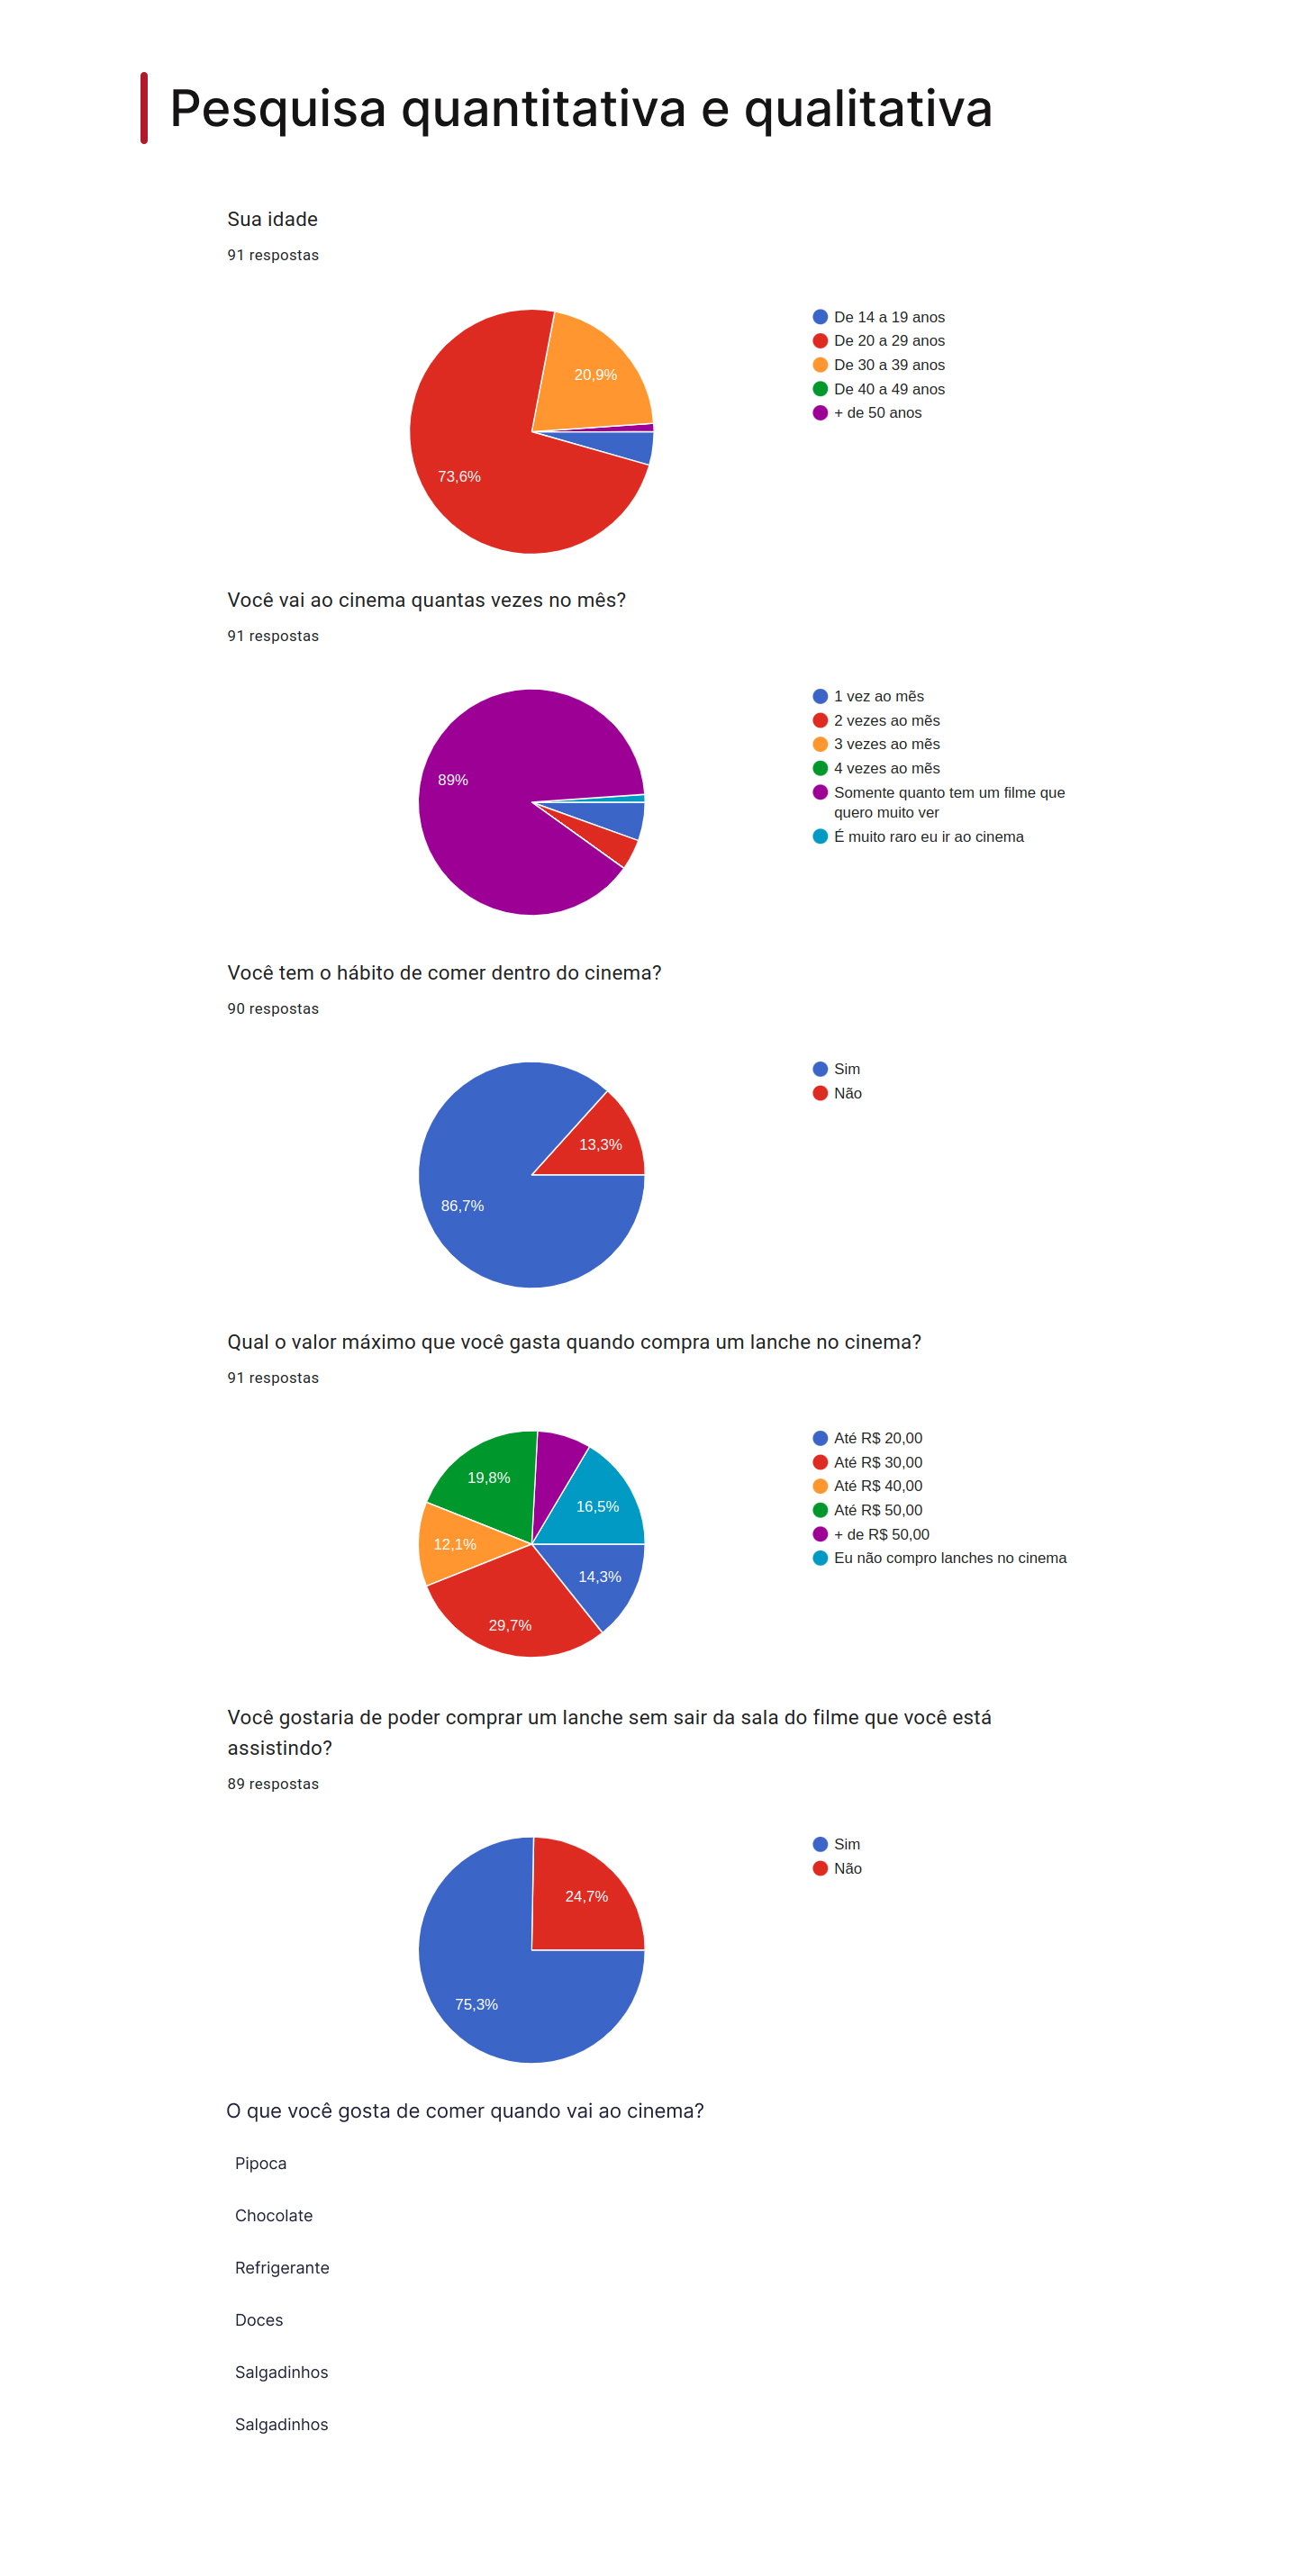 Pesquisa quantitativa e qualitativa
Sua idade
91 respostas
De 14 a 19 anos
De 20 a 29 anos
De 30 a 39 anos
De 40 a 49 anos
+ de 50 anos
20,9%
73,6%
Você vai ao cinema quantas vezes no mês?
91 respostas
1 vez ao mês
2 vezes ao mês
3 vezes ao mês
4 vezes ao mês
Somente quanto tem um filme que
quero muito ver
É muito raro eu ir ao cinema
89%
Você tem o hábito de comer dentro do cinema?
90 respostas
Sim
Não
13,3%
86,7%
Qual o valor máximo que você gasta quando compra um lanche no cinema?
91 respostas
Até R$ 20,00
Até R$ 30,00
Até R$ 40,00
Até R$ 50,00
+ de R$ 50,00
Eu não compro lanches no cinema
19,8%
16,5%
12,1%
14,3%
29,7%
Você gostaria de poder comprar um lanche sem sair da sala do filme que você está
assistindo?
89 respostas
Sim
Não
24,7%
75,3%
O que você gosta de comer quando vai ao cinema?
Pipoca
Chocolate
Refrigerante
Doces
Salgadinhos
Salgadinhos